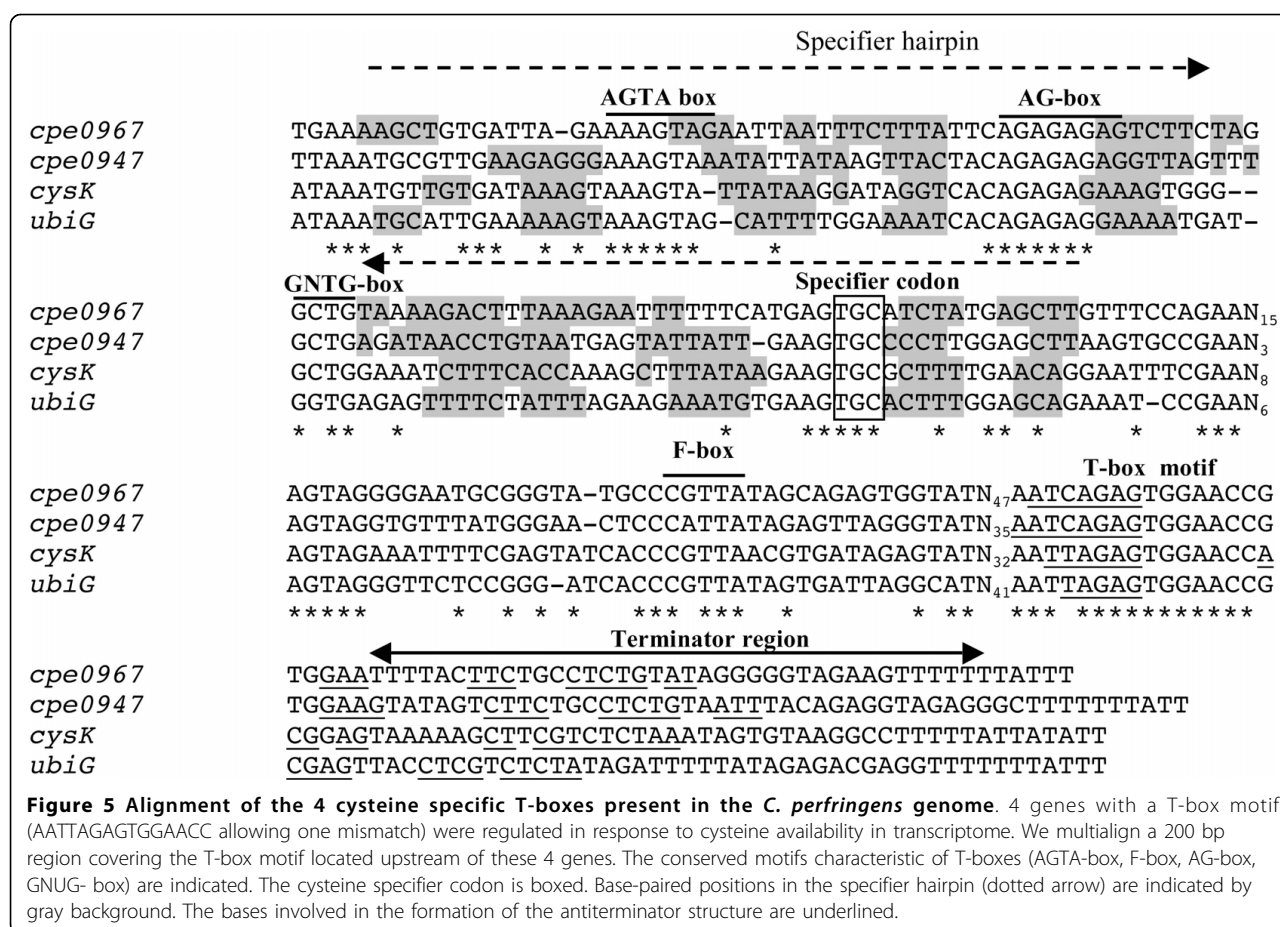 Specifier hairpin
AGTA box AG-box
cpe0967 TGAAAAGCTGTGATTA-GAAAAGTAGAATTAATTTCTTTATTCAGAGAGAGTCTTCTAG
cpe0947 TTAAATGCGTTGAAGAGGGAAAGTAAATATTATAAGTTACTACAGAGAGAGGTTAGTTT
cysK ATAAATGTTGTGATAAAGTAAAGTA-TTATAAGGATAGGTCACAGAGAGAAAGTGGG--
ubiG ATAAATGCATTGAAAAAGTAAAGTAG-CATTTTGGAAAATCACAGAGAGGAAAATGAT-
*** * *** * * ****** * *******
GNTG-box Specifier codon
cpe0967 GCTGTAAAAGACTTTAAAGAATTTTTTCATGAGTGCATCTATGAGCTTGTTTCCAGAAN15
cpe0947 GCTGAGATAACCTGTAATGAGTATTATT-GAAGTGCCCCTTGGAGCTTAAGTGCCGAAN3
cysK GCTGGAAATCTTTCACCAAAGCTTTATAAGAAGTGCGCTTTTGAACAGGAATTTCGAAN8
ubiG GGTGAGAGTTTTCTATTTAGAAGAAATGTGAAGTGCACTTTGGAGCAGAAAT-CCGAAN6
* ** * * ***** * ** * * ***
F-box T-box motif
cpe0967 AGTAGGGGAATGCGGGTA-TGCCCGTTATAGCAGAGTGGTATN47AATCAGAGTGGAACCG
cpe0947 AGTAGGTGTTTATGGGAA-CTCCCATTATAGAGTTAGGGTATN35AATCAGAGTGGAACCG
cysK AGTAGAAATTTTCGAGTATCACCCGTTAACGTGATAGAGTATN32AATTAGAGTGGAACCA
ubiG AGTAGGGTTCTCCGGG-ATCACCCGTTATAGTGATTAGGCATN41AATTAGAGTGGAACCG
***** * * * * *** *** * * ** *** ***********
Terminator region
cpe0967 TGGAATTTTACTTCTGCCTCTGTATAGGGGGTAGAAGTTTTTTTATTT
cpe0947 TGGAAGTATAGTCTTCTGCCTCTGTAATTTACAGAGGTAGAGGGCTTTTTTTATT
cysK CGGAGTAAAAAGCTTCGTCTCTAAATAGTGTAAGGCCTTTTTATTATATT
ubiG CGAGTTACCTCGTCTCTATAGATTTTTATAGAGACGAGGTTTTTTTATTT
Figure 5 Alignment of the 4 cysteine specific T-boxes present in the C. perfringens genome. 4 genes with a T-box motif
(AATTAGAGTGGAACC allowing one mismatch) were regulated in response to cysteine availability in transcriptome. We multialign a 200 bp
region covering the T-box motif located upstream of these 4 genes. The conserved motifs characteristic of T-boxes (AGTA-box, F-box, AG-box,
GNUG- box) are indicated. The cysteine specifier codon is boxed. Base-paired positions in the specifier hairpin (dotted arrow) are indicated by
gray background. The bases involved in the formation of the antiterminator structure are underlined.